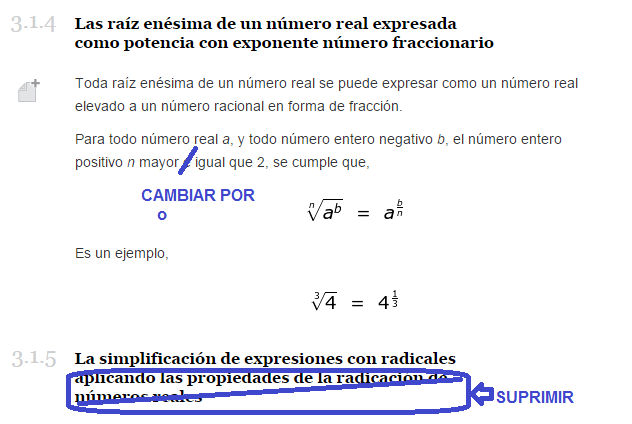 3.1.4 Las raíz enésima de un número real expresada
como potencia con exponente número fraccionario
Toda raíz enésima de un número real se puede expresar como un número real
elevado a un número racional en forma de fracción.
Para todo número real a, y todo número entero negativo b, el número entero
positivo n mayor e igual que 2, se cumple que,
CAMBIAR POR
o
ⁿ√aᵇ = a^(b/n)
Es un ejemplo,
³√4 = 4^(1/3)
3.1.5 La simplificación de expresiones con radicales
aplicando las propiedades de la radicación de
números reales
SUPRIMIR